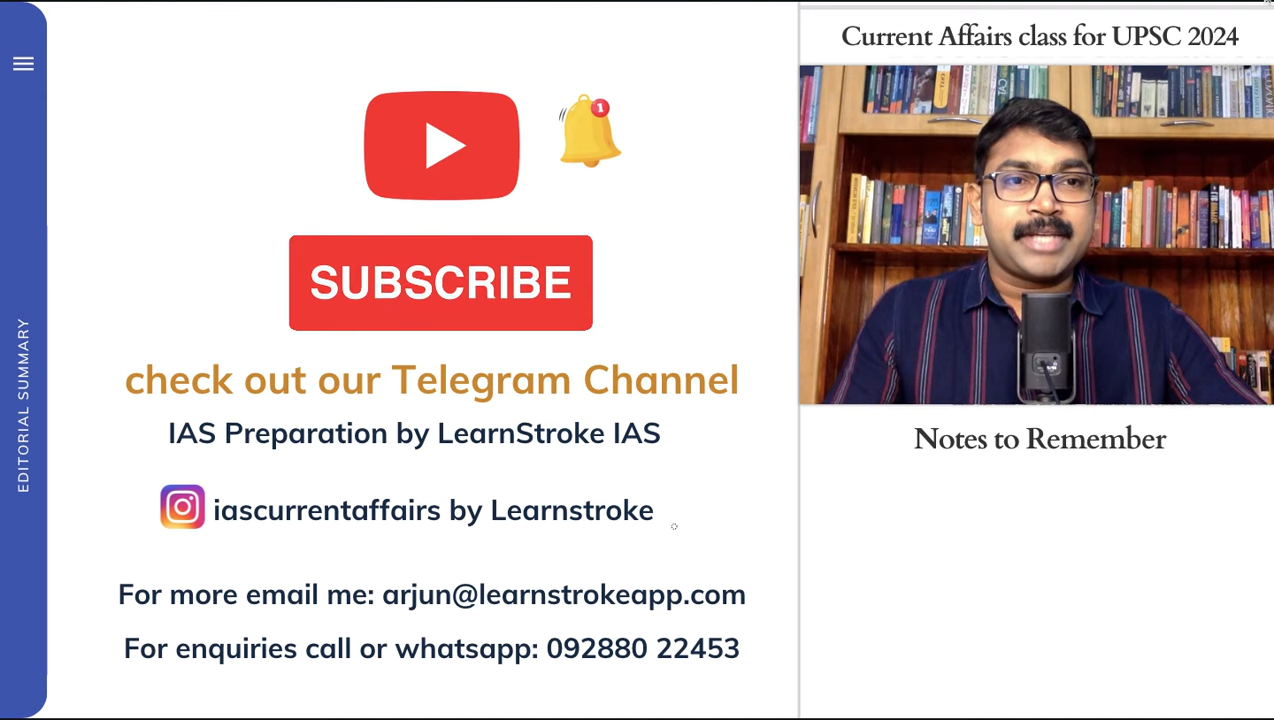 EDITORIAL SUMMARY
1
SUBSCRIBE
check out our Telegram Channel
IAS Preparation by LearnStroke IAS
iascurrentaffairs by Learnstroke
For more email me: arjun@learnstrokeapp.com
For enquiries call or whatsapp: 092880 22453
Current Affairs class for UPSC 2024
Notes to Remember